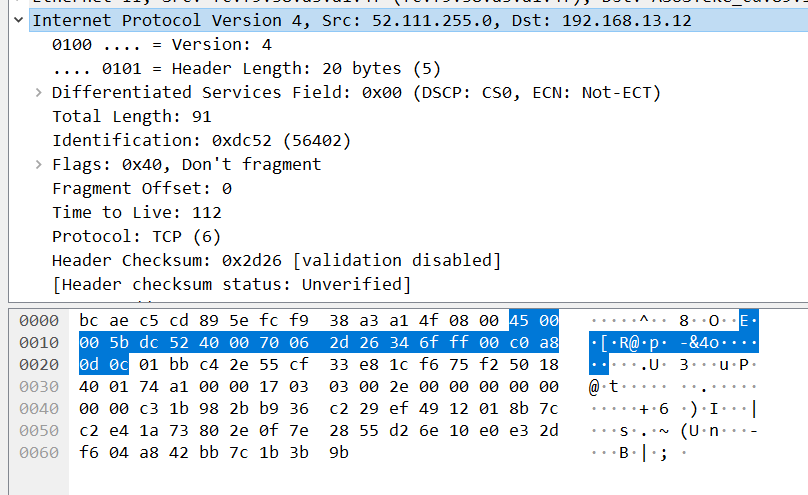 Internet Protocol Version 4, Src: 52.111.255.0, Dst: 192.168.13.12
0100 .... = Version: 4
.... 0101 = Header Length: 20 bytes (5)
Differentiated Services Field: 0x00 (DSCP: CS0, ECN: Not-ECT)
Total Length: 91
Identification: 0xdc52 (56402)
Flags: 0x40, Don't fragment
Fragment Offset: 0
Time to Live: 112
Protocol: TCP (6)
Header Checksum: 0x2d26 [validation disabled]
[Header checksum status: Unverified]
0000 bc ae c5 cd 89 5e fc f9 38 a3 a1 4f 08 00 45 00 ·····^·· 8··O··E·
0010 00 5b dc 52 40 00 70 06 2d 26 34 6f ff 00 c0 a8 ·[·R@·p· -&4o····
0020 0d 0c 01 bb c4 2e 55 cf 33 e8 1c f6 75 f2 50 18 ·····.U· 3···u·P·
0030 40 01 74 a1 00 00 17 03 03 00 2e 00 00 00 00 00 @·t····· ··.·····
0040 00 00 c3 1b 98 2b b9 36 c2 29 ef 49 12 01 8b 7c ·····+·6 ·)·I···|
0050 c2 e4 1a 73 80 2e 0f 7e 28 55 d2 6e 10 e0 e3 2d ···s·.·~ (U·n···-
0060 f6 04 a8 42 bb 7c 1b 3b 9b ···B·|·; ·